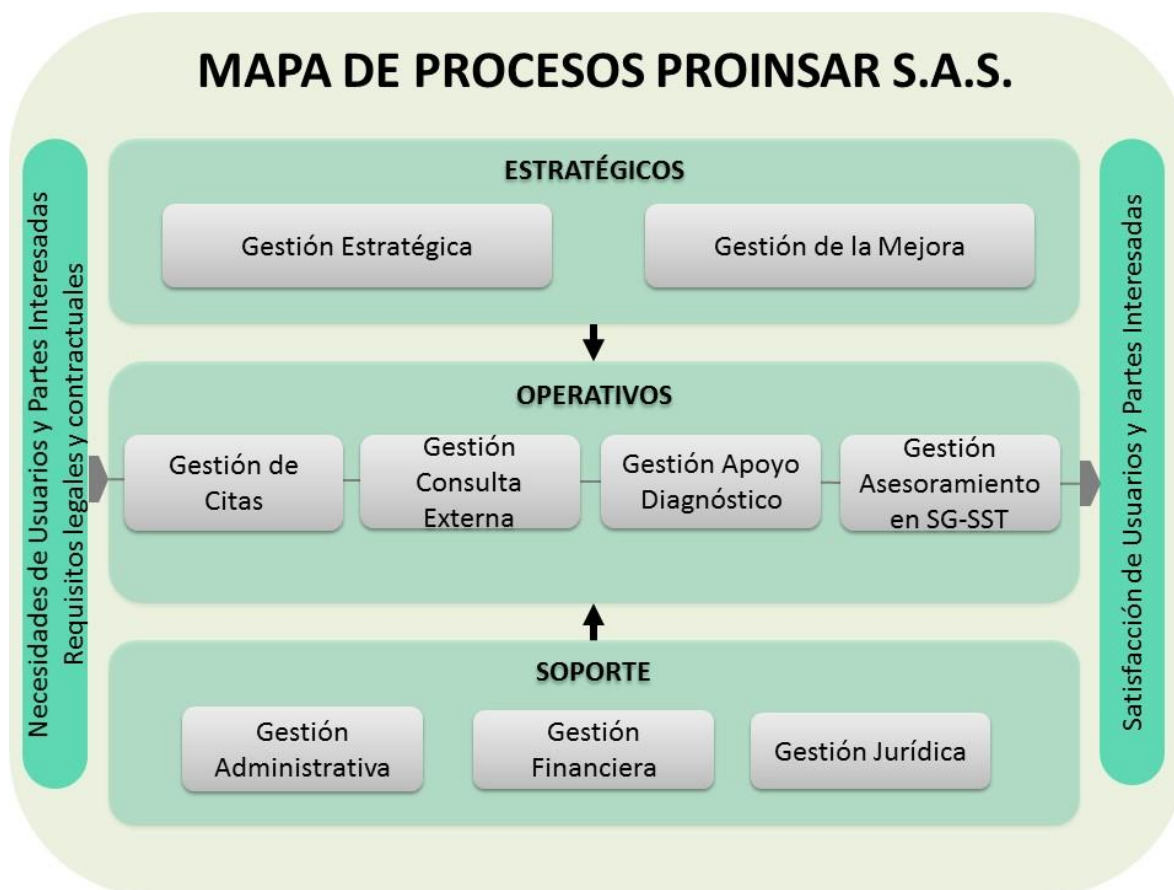 MAPA DE PROCESOS PROINSAR S.A.S.
Necesidades de Usuarios y Partes Interesadas
Requisitos legales y contractuales
ESTRATÉGICOS
Gestión Estratégica
Gestión de la Mejora
OPERATIVOS
Gestión de
Citas
Gestión
Consulta
Externa
Gestión Apoyo
Diagnóstico
Gestión
Asesoramiento
en SG-SST
SOPORTE
Gestión
Administrativa
Gestión
Financiera
Gestión Jurídica
Satisfacción de Usuarios y Partes Interesadas